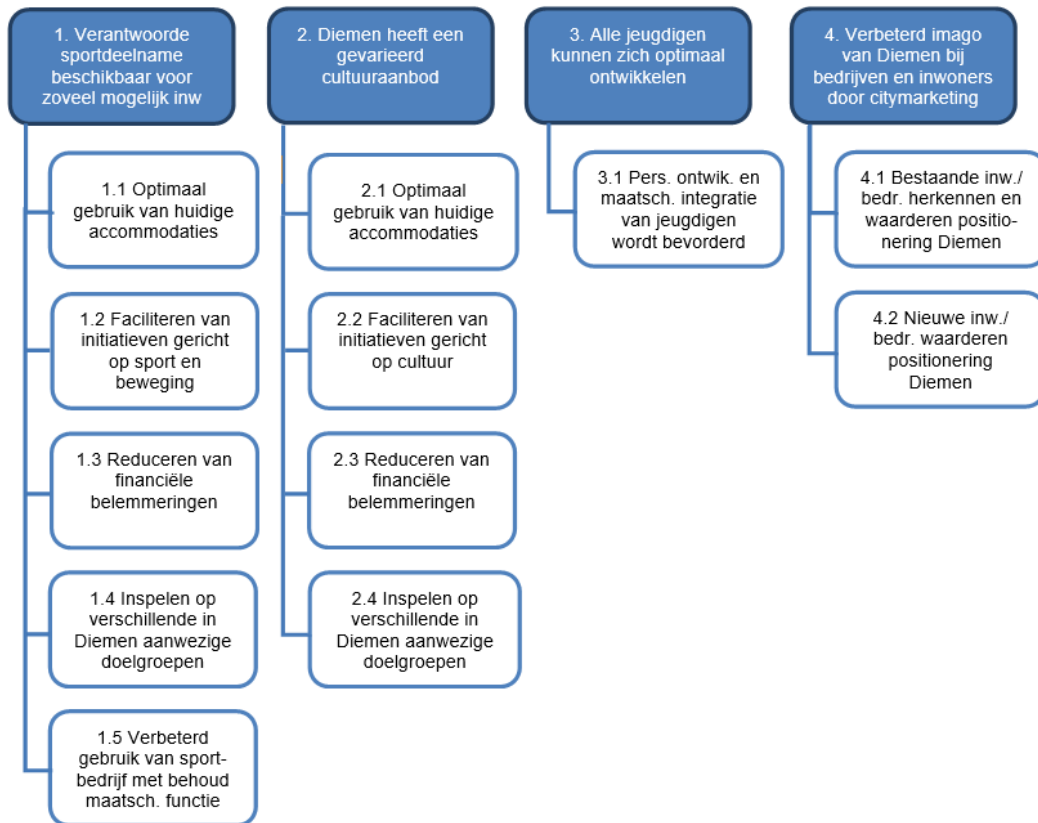 1. Verantwoorde
sportdeelname
beschikbaar voor
zoveel mogelijk inw
1.1 Optimaal
gebruik van huidige
accommodaties
1.2 Faciliteren van
initiatieven gericht
op sport en
beweging
1.3 Reduceren van
financiële
belemmeringen
1.4 Inspelen op
verschillende in
Diemen aanwezige
doelgroepen
1.5 Verbeterd
gebruik van sport-
bedrijf met behoud
maatsch. functie
2. Diemen heeft een
gevarieerd
cultuuraanbod
2.1 Optimaal
gebruik van huidige
accommodaties
2.2 Faciliteren van
initiatieven gericht
op cultuur
2.3 Reduceren van
financiële
belemmeringen
2.4 Inspelen op
verschillende in
Diemen aanwezige
doelgroepen
3. Alle jeugdigen
kunnen zich optimaal
ontwikkelen
3.1 Pers. ontwik. en
maatsch. integratie
van jeugdigen
wordt bevorderd
4. Verbeterd imago
van Diemen bij
bedrijven en inwoners
door citymarketing
4.1 Bestaande inw./
bedr. herkennen en
waarderen positio-
nering Diemen
4.2 Nieuwe inw./
bedr. waarderen
positionering
Diemen